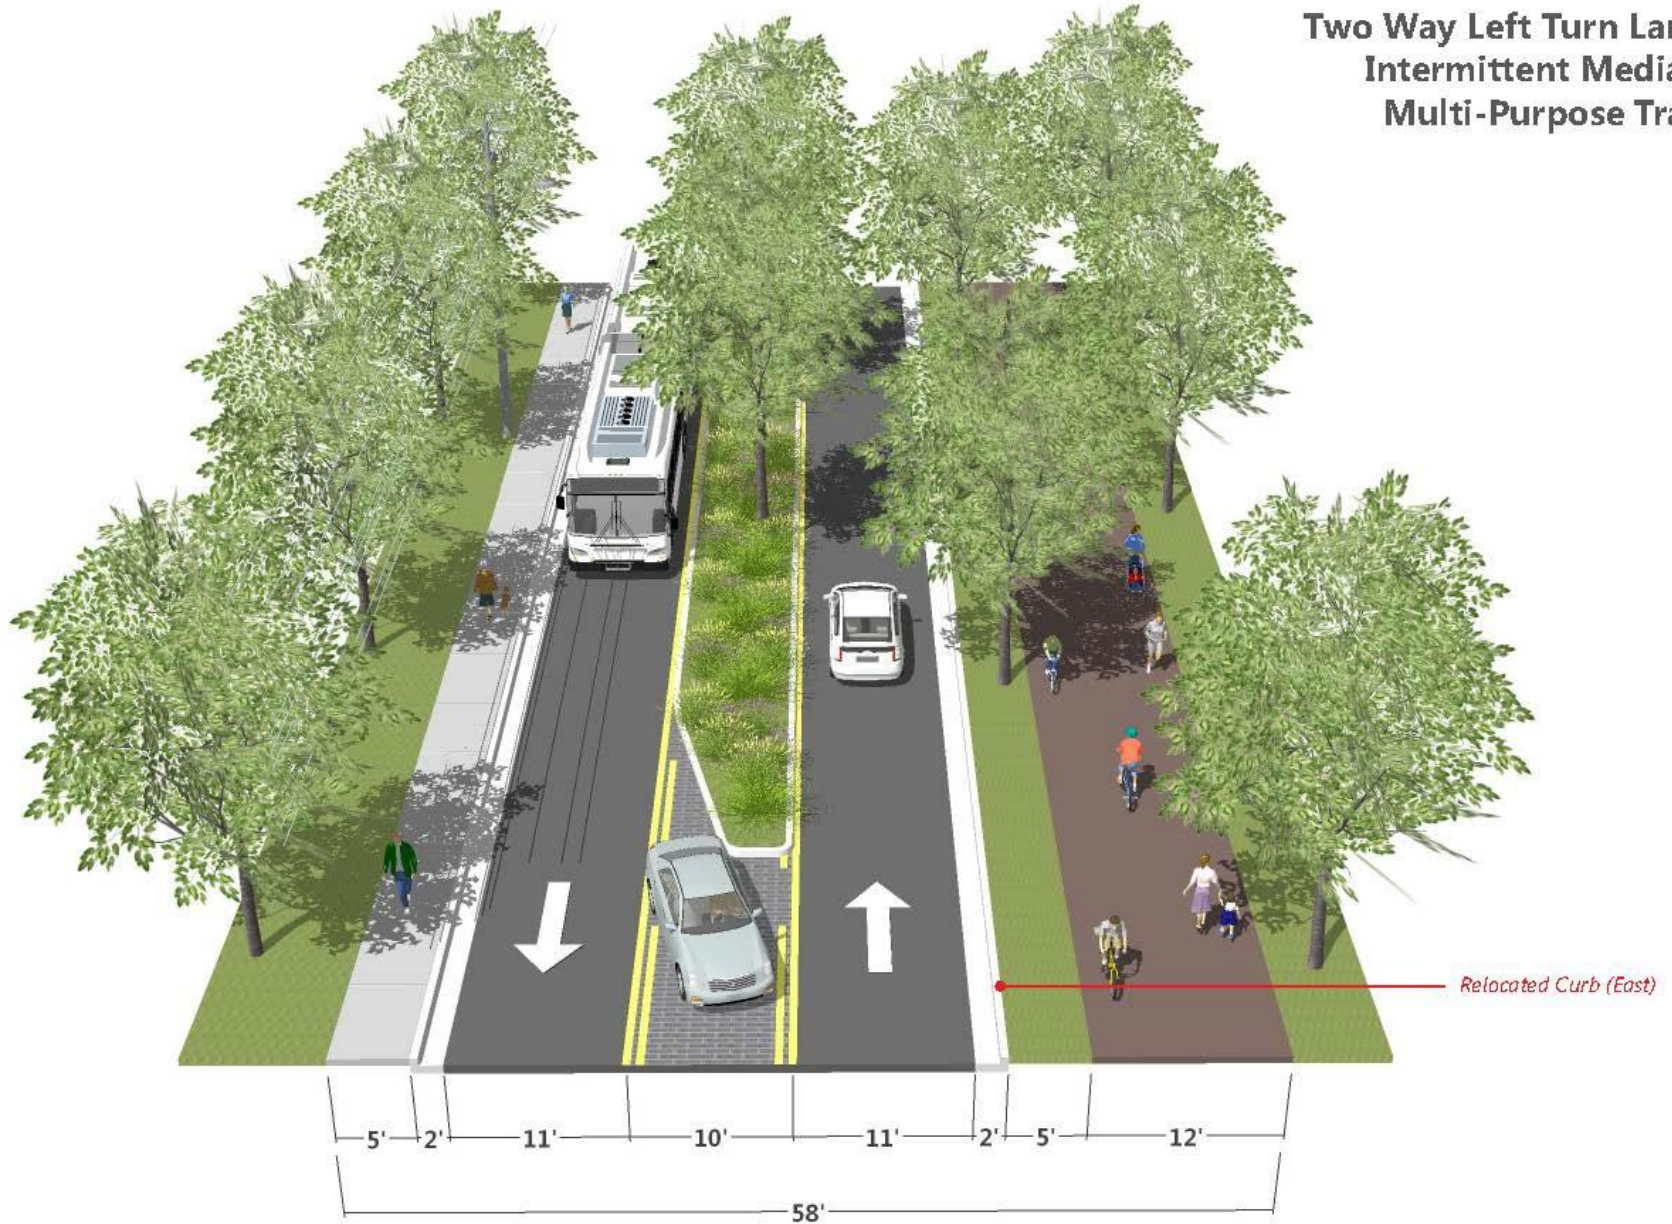 Two Way Left Turn Lan
Intermittent Media
Multi-Purpose Tra
Relocated Curb (East)
5' 2' 11' 10' 11' 2' 5' 12'
58'